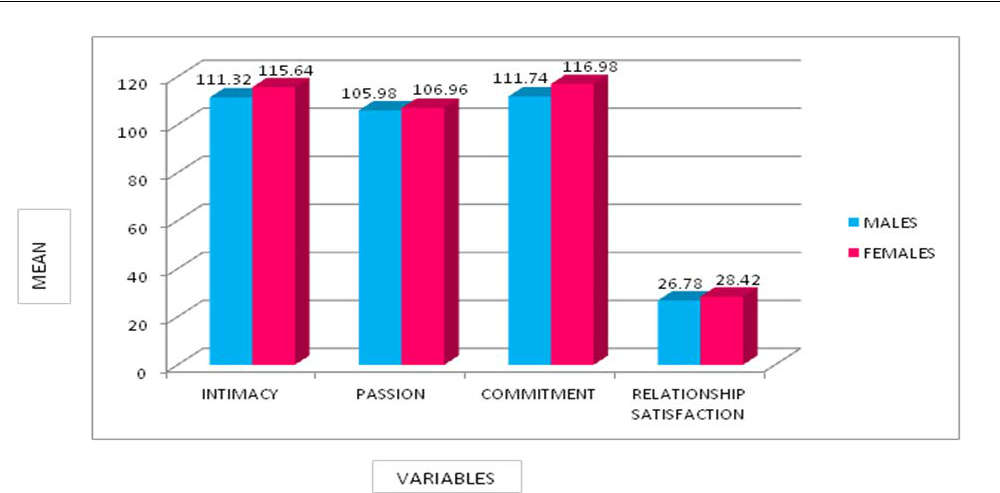 111.32 115.64
105.98 106.96
111.74 116.98
26.78 28.42
120
100
80
60
40
20
0
MEAN
INTIMACY PASSION COMMITMENT RELATIONSHIP
SATISFACTION
MALES
FEMALES
VARIABLES